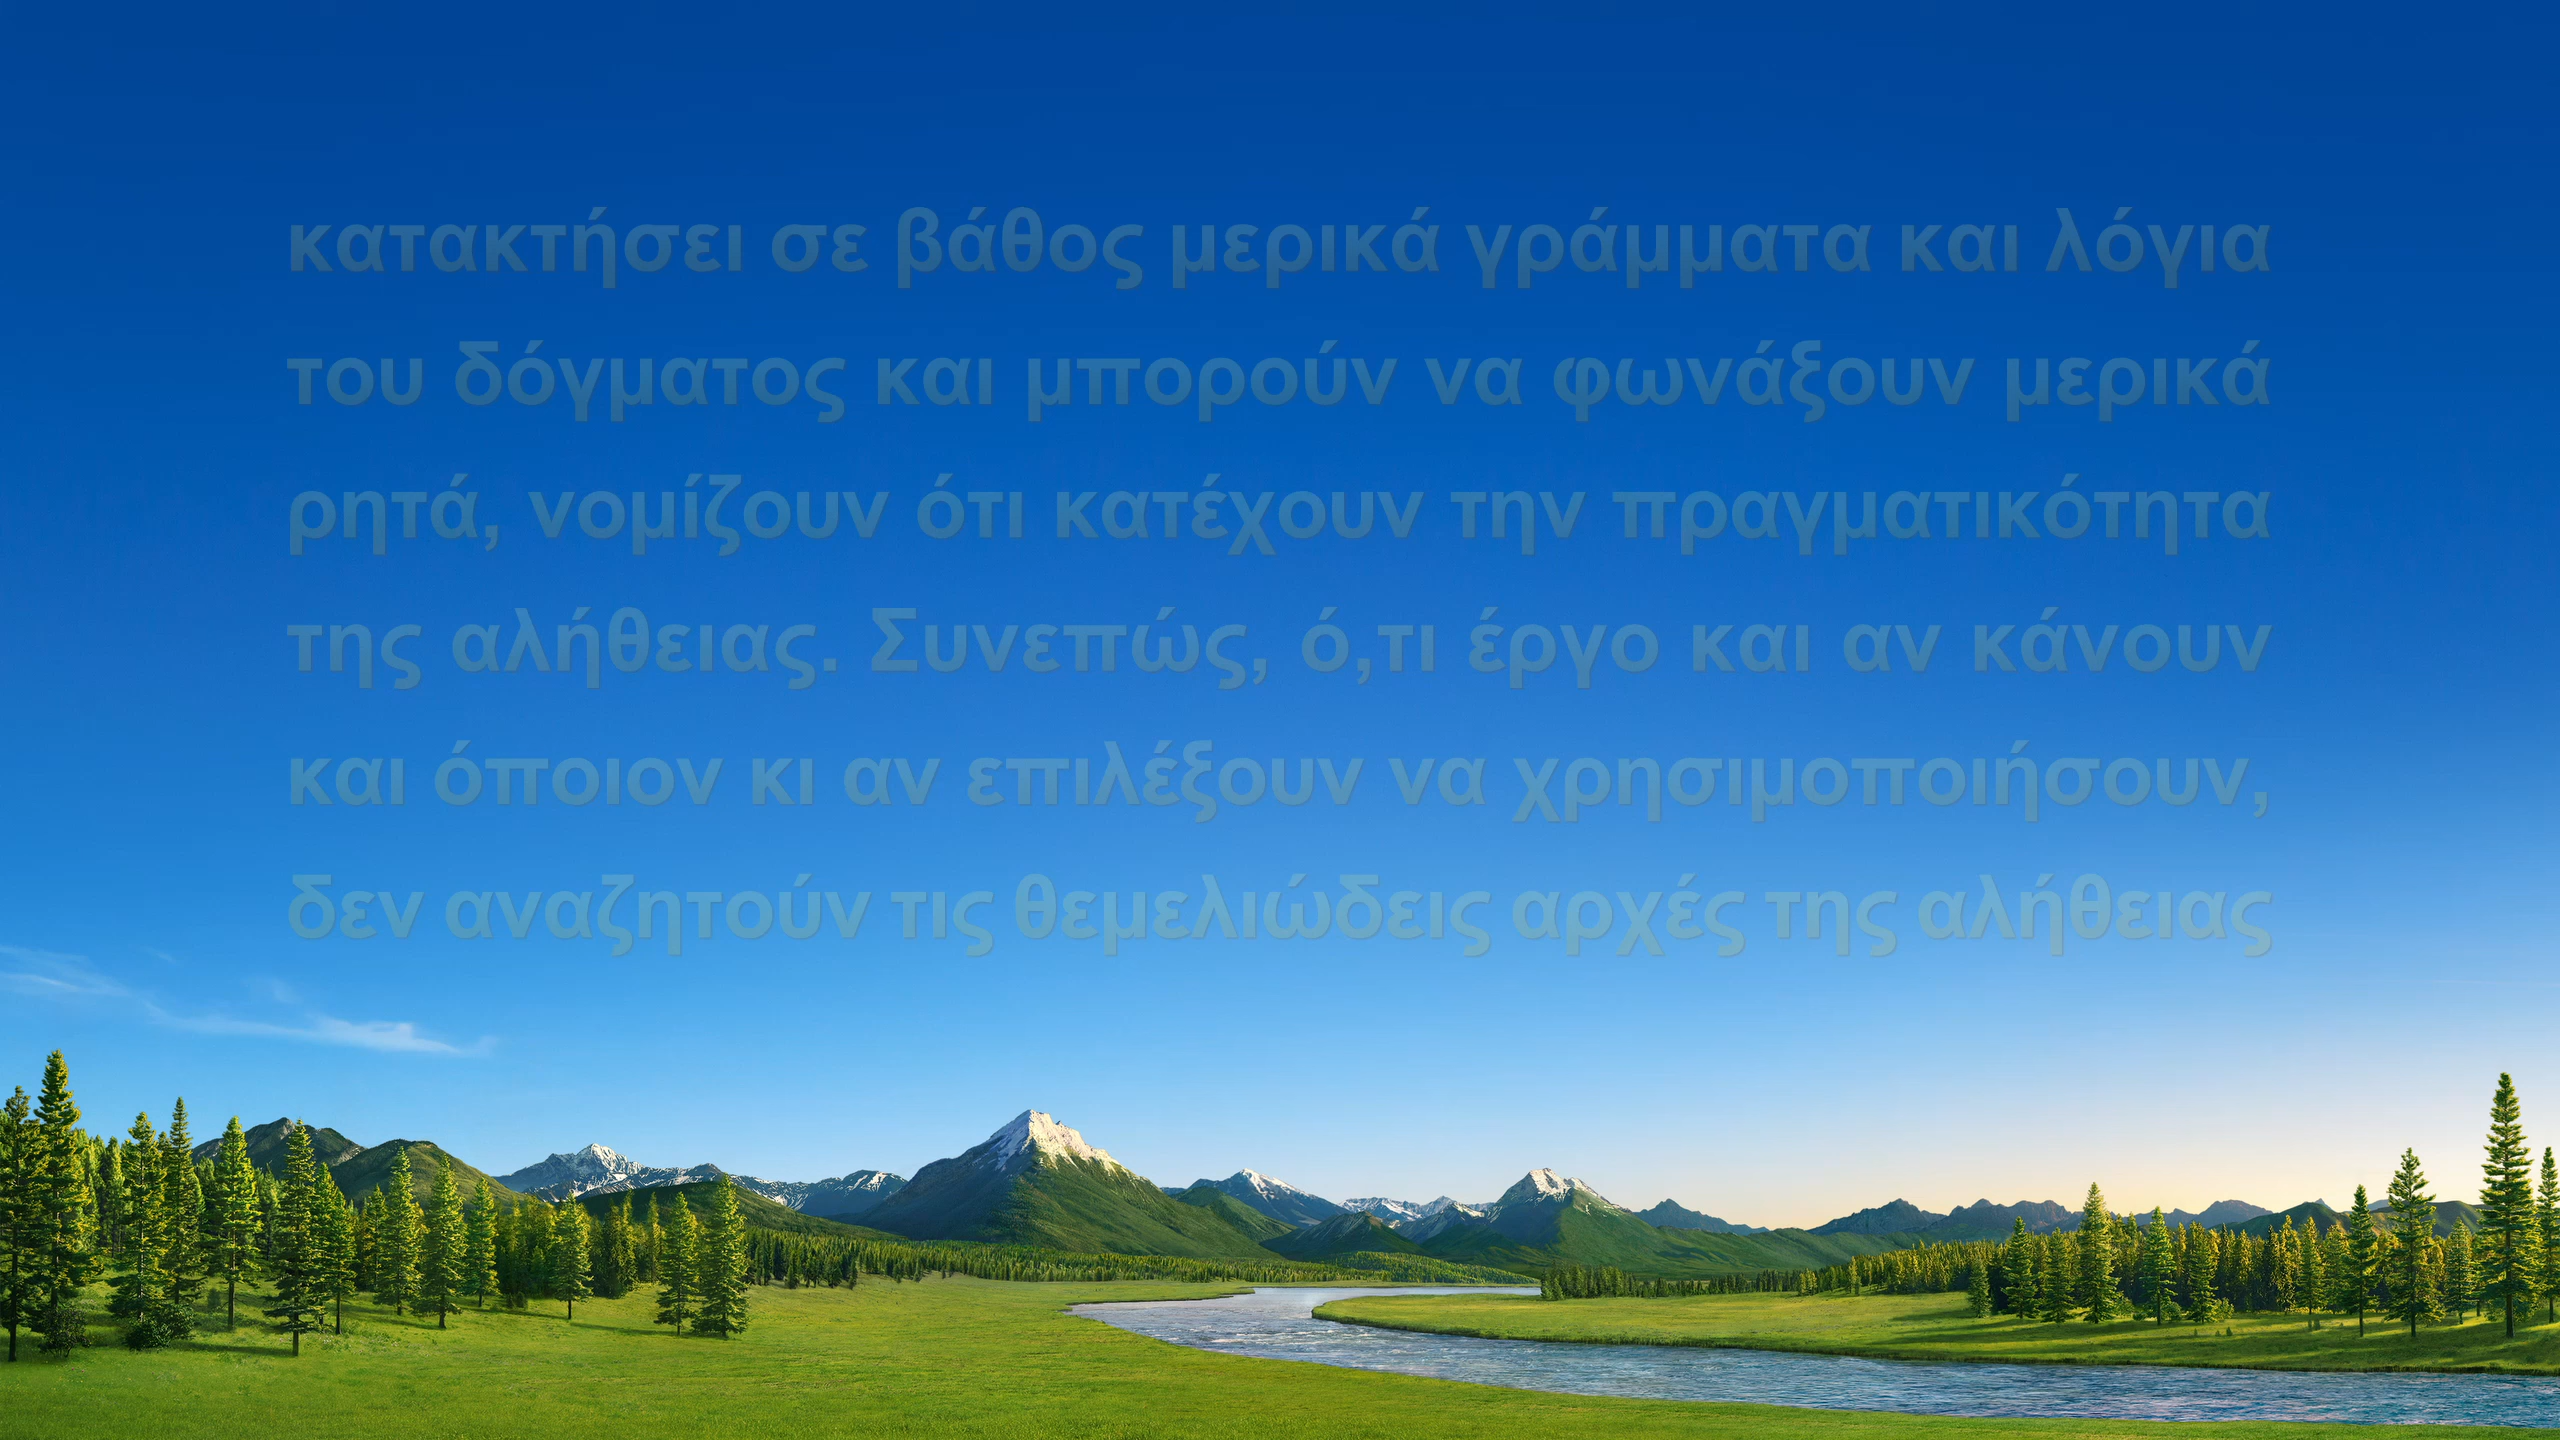 κατακτήσει σε βάθος μερικά γράμματα και λόγια
του δόγματος και μπορούν να φωνάξουν μερικά
ρητά, νομίζουν ότι κατέχουν την πραγματικότητα
της αλήθειας. Συνεπώς, ό,τι έργο και αν κάνουν
και όποιον κι αν επιλέξουν να χρησιμοποιήσουν,
δεν αναζητούν τις θεμελιώδεις αρχές της αλήθειας